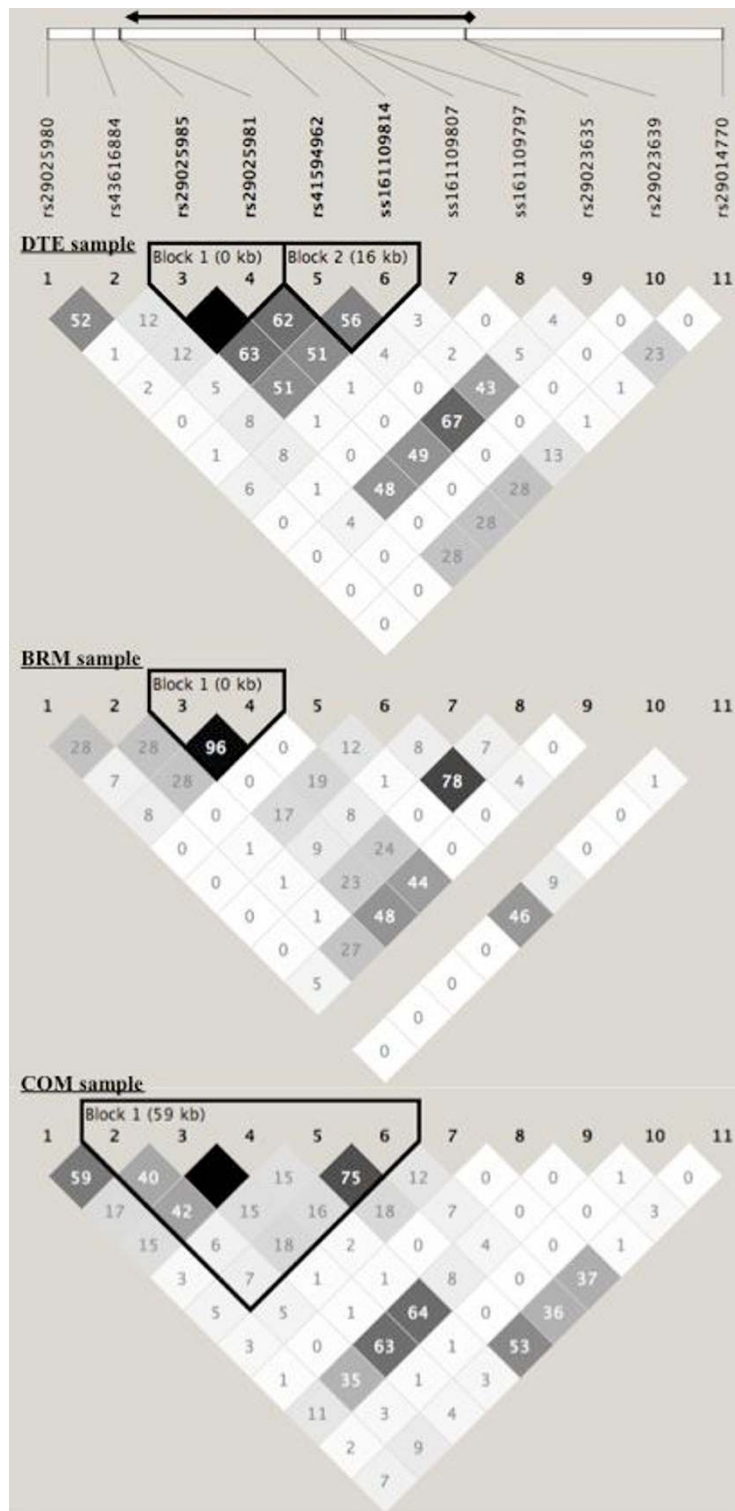 rs29025980
rs43616884
rs29025985
rs29025981
rs41594962
ss161109814
ss161109807
ss161109797
rs29023635
rs29023639
rs29014770
DTE sample
Block 1 (0 kb) Block 2 (16 kb)
1 2 3 4 5 6 7 8 9 10 11
52 12 62 56 3 0 4 0 0
1 12 63 51 4 2 5 0 23
2 5 51 1 0 43 0 1
0 8 1 0 67 0 1
1 8 0 49 0 13
6 1 48 0 28
0 4 0 28
0 0 28
0 0
0
BRM sample
Block 1 (0 kb)
1 2 3 4 5 6 7 8 9 10 11
28 28 96 0 12 8 7 0
7 28 0 19 1 78 4 1
8 0 17 8 0 0 0
0 1 9 24 0 0
0 1 23 44 9
0 1 48 46
0 27 0
5 0
0
0
COM sample
Block 1 (59 kb)
1 2 3 4 5 6 7 8 9 10 11
59 40 15 75 12 0 0 1 0
17 42 15 16 18 7 0 0 3
15 6 18 2 0 4 0 1
3 7 1 1 8 0 37
5 5 1 64 0 36
3 0 63 1 53
1 35 1 3
11 3 4
2 9
7